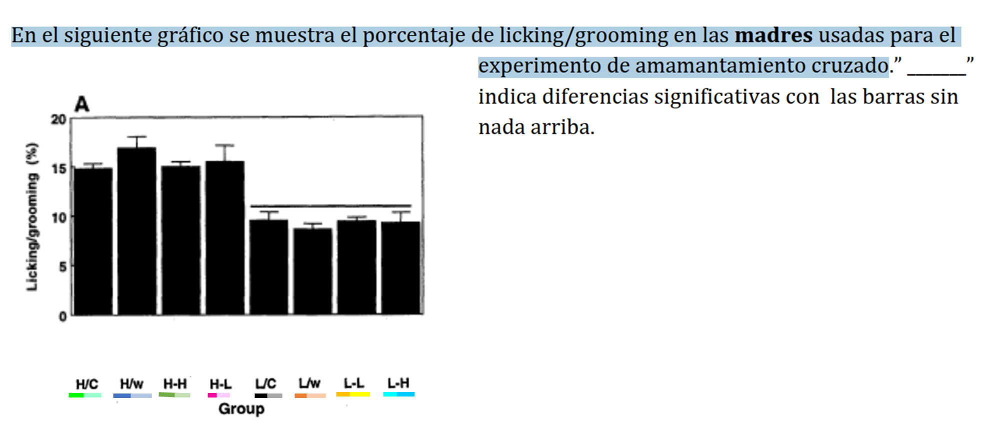 En el siguiente gráfico se muestra el porcentaje de licking/grooming en las madres usadas para el
experimento de amamantamiento cruzado.” _______”
indica diferencias significativas con  las barras sin
nada arriba.
A
Licking/grooming (%)
20
15
10
5
0
H/C H/w H-H H-L L/C L/w L-L L-H
Group